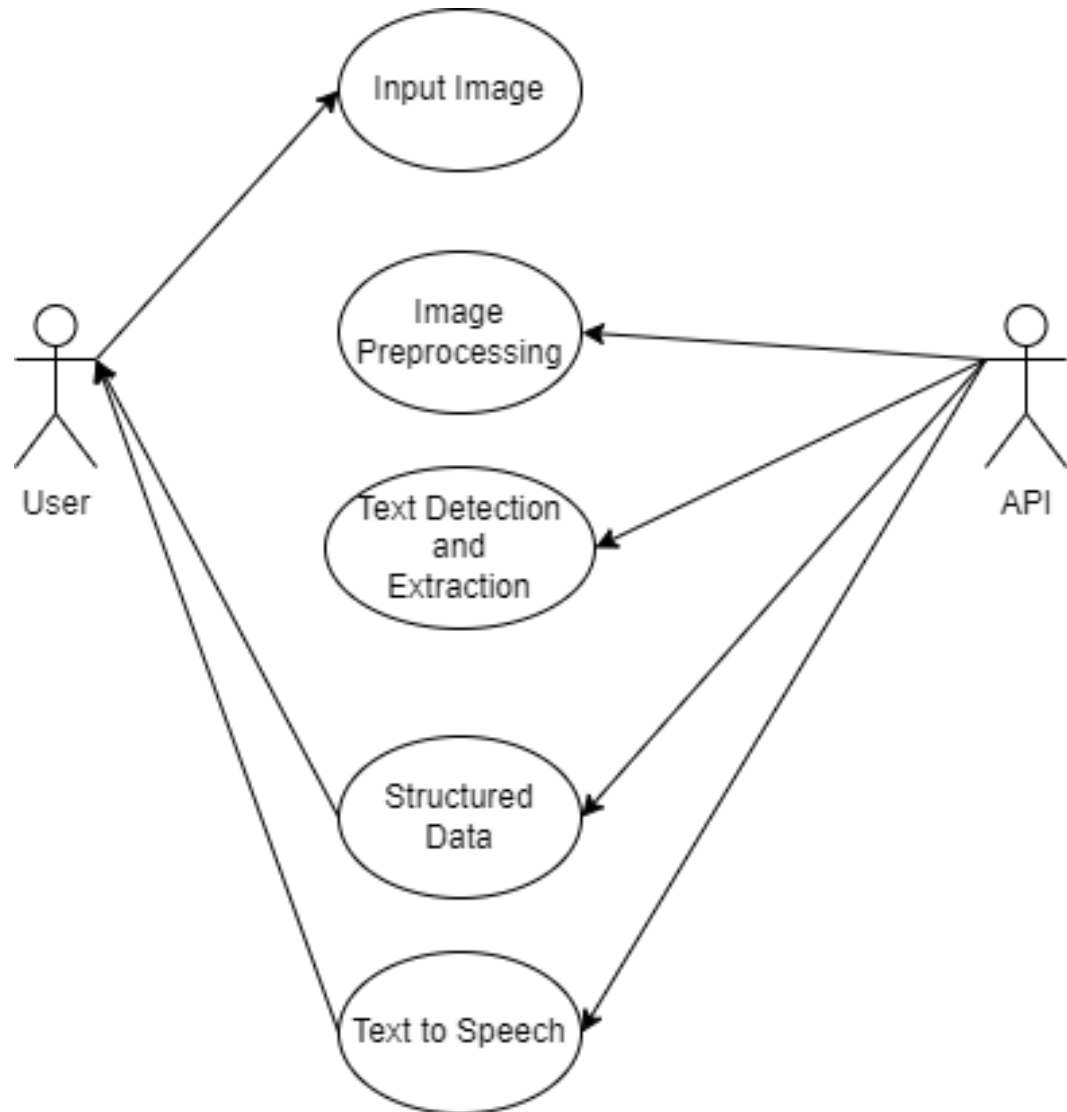 Input Image
Image
Preprocessing
User
API
Text Detection
and
Extraction
Structured
Data
Text to Speech